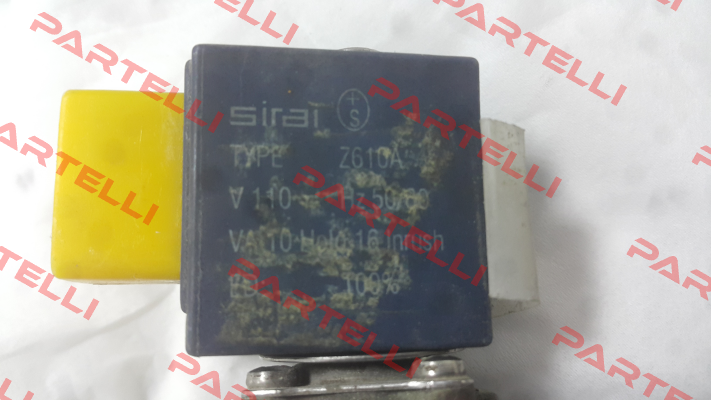 sirai
TYPE Z610A
V 110 ~ Hz 50/60
VA 10 Hold 16 Inrush
ED 100%
PARTELLI
PARTELLI
PARTELLI
PARTELLI
PARTELLI
PARTELLI
PARTELLI
PARTELLI
PARTELLI